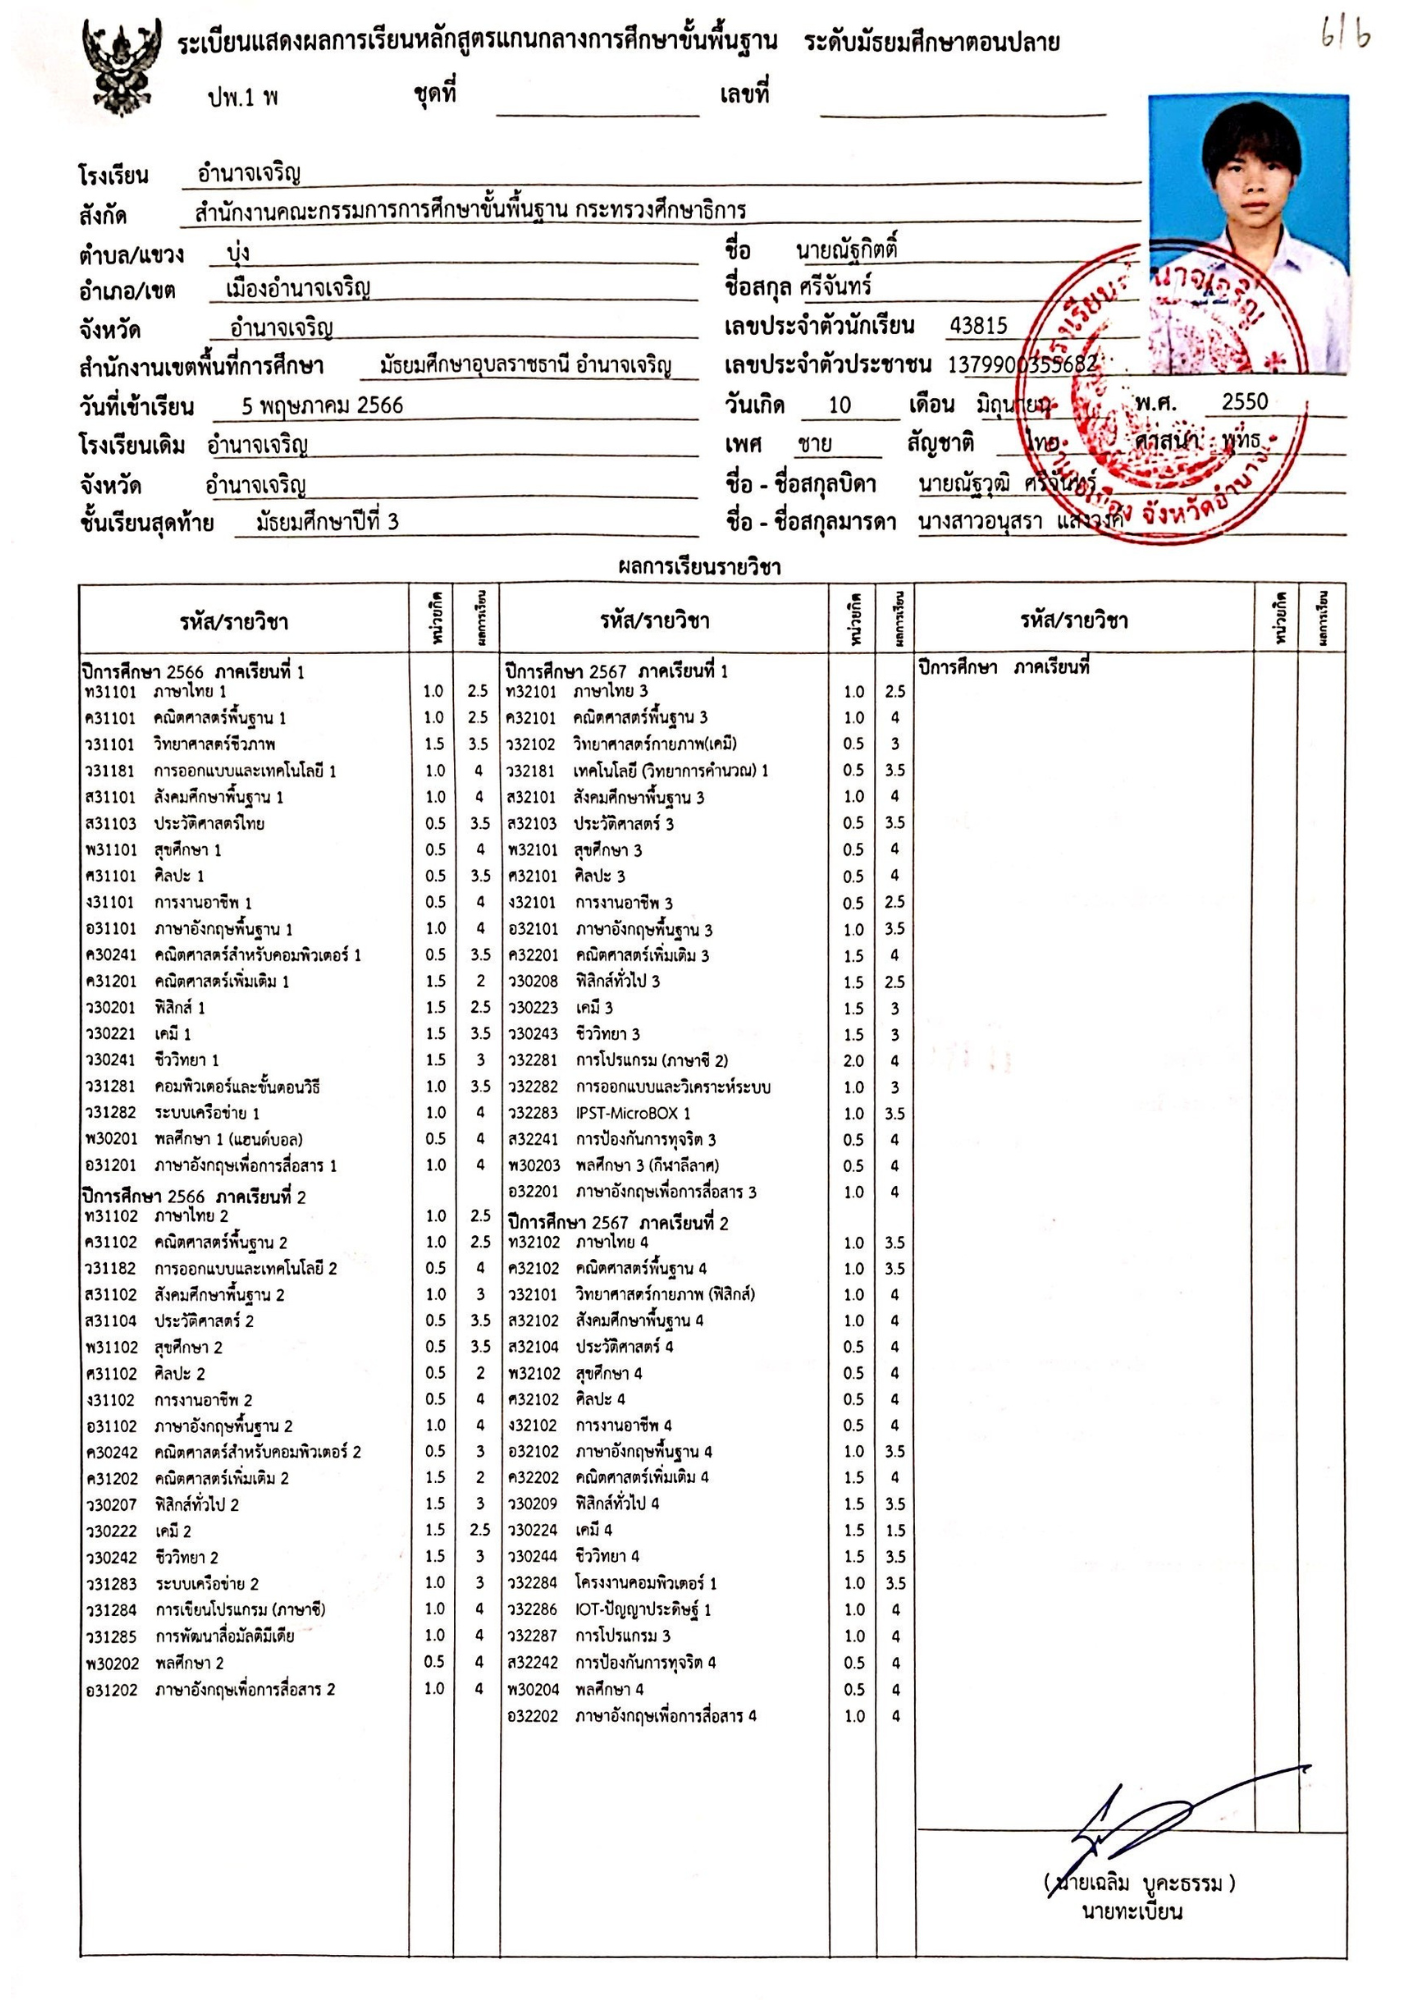 6/6
ระเบียนแสดงผลการเรียนหลักสูตรแกนกลางการศึกษาขั้นพื้นฐาน ระดับมัธยมศึกษาตอนปลาย
ปพ.1 พ ชุดที่ เลขที่
โรงเรียน อำนาจเจริญ
สังกัด สำนักงานคณะกรรมการการศึกษาขั้นพื้นฐาน กระทรวงศึกษาธิการ
ตำบล/แขวง บุ่ง ชื่อ นายณัฐกิตติ์
อำเภอ/เขต เมืองอำนาจเจริญ ชื่อสกุล ศรีจันทร์
จังหวัด อำนาจเจริญ เลขประจำตัวนักเรียน 43815
สำนักงานเขตพื้นที่การศึกษา มัธยมศึกษาอุบลราชธานี อำนาจเจริญ เลขประจำตัวประชาชน 1379900355682
วันที่เข้าเรียน 5 พฤษภาคม 2566 วันเกิด 10 เดือน มิถุนายน พ.ศ. 2550
โรงเรียนเดิม อำนาจเจริญ เพศ ชาย สัญชาติ ไทย ศาสนา พุทธ
จังหวัด อำนาจเจริญ ชื่อ - ชื่อสกุลบิดา นายณัฐวุฒิ ศรีจันทร์
ชั้นเรียนสุดท้าย มัธยมศึกษาปีที่ 3 ชื่อ - ชื่อสกุลมารดา นางสาวอนุสรา แสงวงค์
ผลการเรียนรายวิชา
รหัส/รายวิชา หน่วยกิต ผลการเรียน รหัส/รายวิชา หน่วยกิต ผลการเรียน รหัส/รายวิชา หน่วยกิต ผลการเรียน
ปีการศึกษา 2566 ภาคเรียนที่ 1
ท31101 ภาษาไทย 1 1.0 2.5
ค31101 คณิตศาสตร์พื้นฐาน 1 1.0 2.5
ว31101 วิทยาศาสตร์ชีวภาพ 1.5 3.5
ว31181 การออกแบบและเทคโนโลยี 1 1.0 4
ส31101 สังคมศึกษาพื้นฐาน 1 1.0 4
ส31103 ประวัติศาสตร์ไทย 0.5 3.5
พ31101 สุขศึกษา 1 0.5 4
ศ31101 ศิลปะ 1 0.5 3.5
ง31101 การงานอาชีพ 1 0.5 4
อ31101 ภาษาอังกฤษพื้นฐาน 1 1.0 4
ค30241 คณิตศาสตร์สำหรับคอมพิวเตอร์ 1 0.5 3.5
ค31201 คณิตศาสตร์เพิ่มเติม 1 1.5 2
ว30201 ฟิสิกส์ 1 1.5 2.5
ว30221 เคมี 1 1.5 3.5
ว30241 ชีววิทยา 1 1.5 3
ว31281 คอมพิวเตอร์และขั้นตอนวิธี 1.0 3.5
ว31282 ระบบเครือข่าย 1 1.0 4
พ30201 พลศึกษา 1 (แฮนด์บอล) 0.5 4
อ31201 ภาษาอังกฤษเพื่อการสื่อสาร 1 1.0 4
ปีการศึกษา 2566 ภาคเรียนที่ 2
ท31102 ภาษาไทย 2 1.0 2.5
ค31102 คณิตศาสตร์พื้นฐาน 2 1.0 2.5
ว31182 การออกแบบและเทคโนโลยี 2 0.5 4
ส31102 สังคมศึกษาพื้นฐาน 2 1.0 3
ส31104 ประวัติศาสตร์ 2 0.5 3.5
พ31102 สุขศึกษา 2 0.5 3.5
ศ31102 ศิลปะ 2 0.5 2
ง31102 การงานอาชีพ 2 0.5 4
อ31102 ภาษาอังกฤษพื้นฐาน 2 1.0 4
ค30242 คณิตศาสตร์สำหรับคอมพิวเตอร์ 2 0.5 3
ค31202 คณิตศาสตร์เพิ่มเติม 2 1.5 2
ว30207 ฟิสิกส์ทั่วไป 2 1.5 3
ว30222 เคมี 2 1.5 2.5
ว30242 ชีววิทยา 2 1.5 3
ว31283 ระบบเครือข่าย 2 1.0 3
ว31284 การเขียนโปรแกรม (ภาษาซี) 1.0 4
ว31285 การพัฒนาสื่อมัลติมีเดีย 1.0 4
พ30202 พลศึกษา 2 0.5 4
อ31202 ภาษาอังกฤษเพื่อการสื่อสาร 2 1.0 4
ปีการศึกษา 2567 ภาคเรียนที่ 1
ท32101 ภาษาไทย 3 1.0 2.5
ค32101 คณิตศาสตร์พื้นฐาน 3 1.0 4
ว32102 วิทยาศาสตร์กายภาพ(เคมี) 0.5 3
ว32181 เทคโนโลยี (วิทยาการคำนวณ) 1 0.5 3.5
ส32101 สังคมศึกษาพื้นฐาน 3 1.0 4
ส32103 ประวัติศาสตร์ 3 0.5 3.5
พ32101 สุขศึกษา 3 0.5 4
ศ32101 ศิลปะ 3 0.5 4
ง32101 การงานอาชีพ 3 0.5 2.5
อ32101 ภาษาอังกฤษพื้นฐาน 3 1.0 3.5
ค32201 คณิตศาสตร์เพิ่มเติม 3 1.5 4
ว30208 ฟิสิกส์ทั่วไป 3 1.5 2.5
ว30223 เคมี 3 1.5 3
ว30243 ชีววิทยา 3 1.5 3
ว32281 การโปรแกรม (ภาษาซี 2) 2.0 4
ว32282 การออกแบบและวิเคราะห์ระบบ 1.0 3
ว32283 IPST-MicroBOX 1 1.0 3.5
ส32241 การป้องกันการทุจริต 3 0.5 4
พ30203 พลศึกษา 3 (กีฬาลีลาศ) 0.5 4
อ32201 ภาษาอังกฤษเพื่อการสื่อสาร 3 1.0 4
ปีการศึกษา 2567 ภาคเรียนที่ 2
ท32102 ภาษาไทย 4 1.0 3.5
ค32102 คณิตศาสตร์พื้นฐาน 4 1.0 3.5
ว32101 วิทยาศาสตร์กายภาพ (ฟิสิกส์) 1.0 4
ส32102 สังคมศึกษาพื้นฐาน 4 1.0 4
ส32104 ประวัติศาสตร์ 4 0.5 4
พ32102 สุขศึกษา 4 0.5 4
ศ32102 ศิลปะ 4 0.5 4
ง32102 การงานอาชีพ 4 0.5 4
อ32102 ภาษาอังกฤษพื้นฐาน 4 1.0 3.5
ค32202 คณิตศาสตร์เพิ่มเติม 4 1.5 4
ว30209 ฟิสิกส์ทั่วไป 4 1.5 3.5
ว30224 เคมี 4 1.5 1.5
ว30244 ชีววิทยา 4 1.5 3.5
ว32284 โครงงานคอมพิวเตอร์ 1 1.0 3.5
ว32286 IOT-ปัญญาประดิษฐ์ 1 1.0 4
ว32287 การโปรแกรม 3 1.0 4
ส32242 การป้องกันการทุจริต 4 0.5 4
พ30204 พลศึกษา 4 0.5 4
อ32202 ภาษาอังกฤษเพื่อการสื่อสาร 4 1.0 4
ปีการศึกษา ภาคเรียนที่
(นายเฉลิม บูคะธรรม)
นายทะเบียน